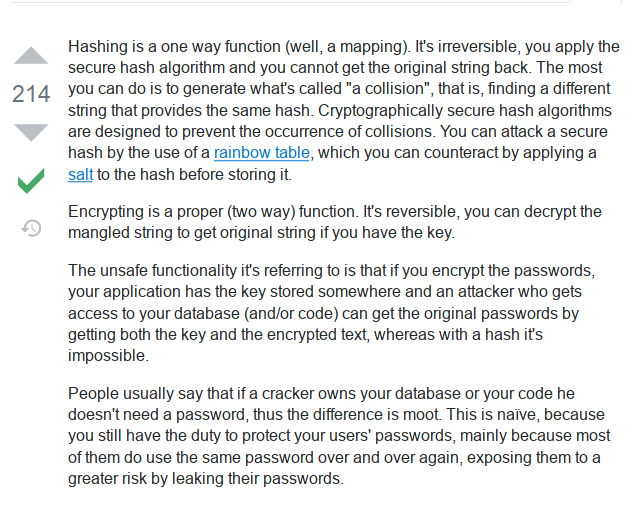 Hashing is a one way function (well, a mapping). It's irreversible, you apply the
secure hash algorithm and you cannot get the original string back. The most
you can do is to generate what's called "a collision", that is, finding a different
string that provides the same hash. Cryptographically secure hash algorithms
are designed to prevent the occurrence of collisions. You can attack a secure
hash by the use of a rainbow table, which you can counteract by applying a
salt to the hash before storing it.
214
Encrypting is a proper (two way) function. It's reversible, you can decrypt the
mangled string to get original string if you have the key.
The unsafe functionality it's referring to is that if you encrypt the passwords,
your application has the key stored somewhere and an attacker who gets
access to your database (and/or code) can get the original passwords by
getting both the key and the encrypted text, whereas with a hash it's
impossible.
People usually say that if a cracker owns your database or your code he
doesn't need a password, thus the difference is moot. This is naïve, because
you still have the duty to protect your users' passwords, mainly because most
of them do use the same password over and over again, exposing them to a
greater risk by leaking their passwords.